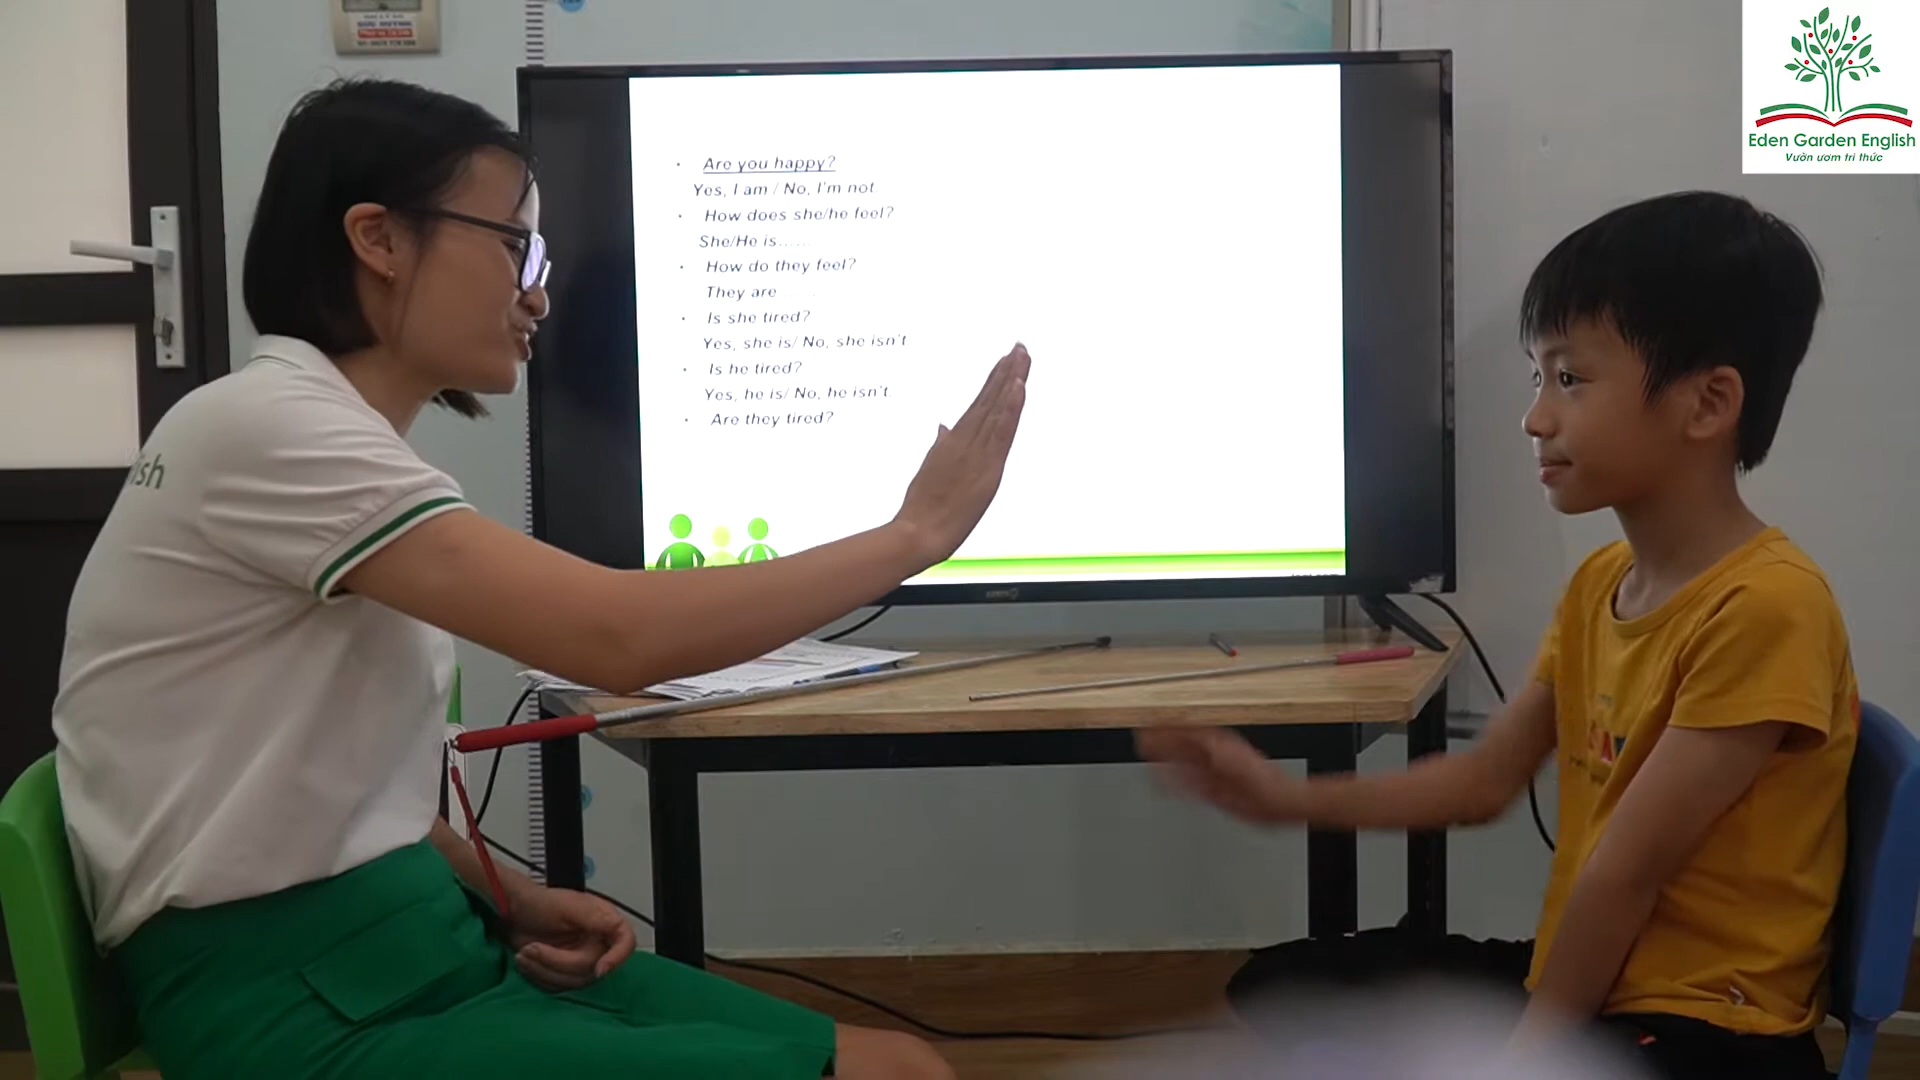 Eden Garden English
Vườn ươm tri thức
Are you happy?
Yes, I am / No, I'm not.
How does she/he feel?
She/He is......
How do they feel?
They are
Is she tired?
Yes, she is/ No, she isn't
Is he tired?
Yes, he is/ No, he isn't.
Are they tired?
ish